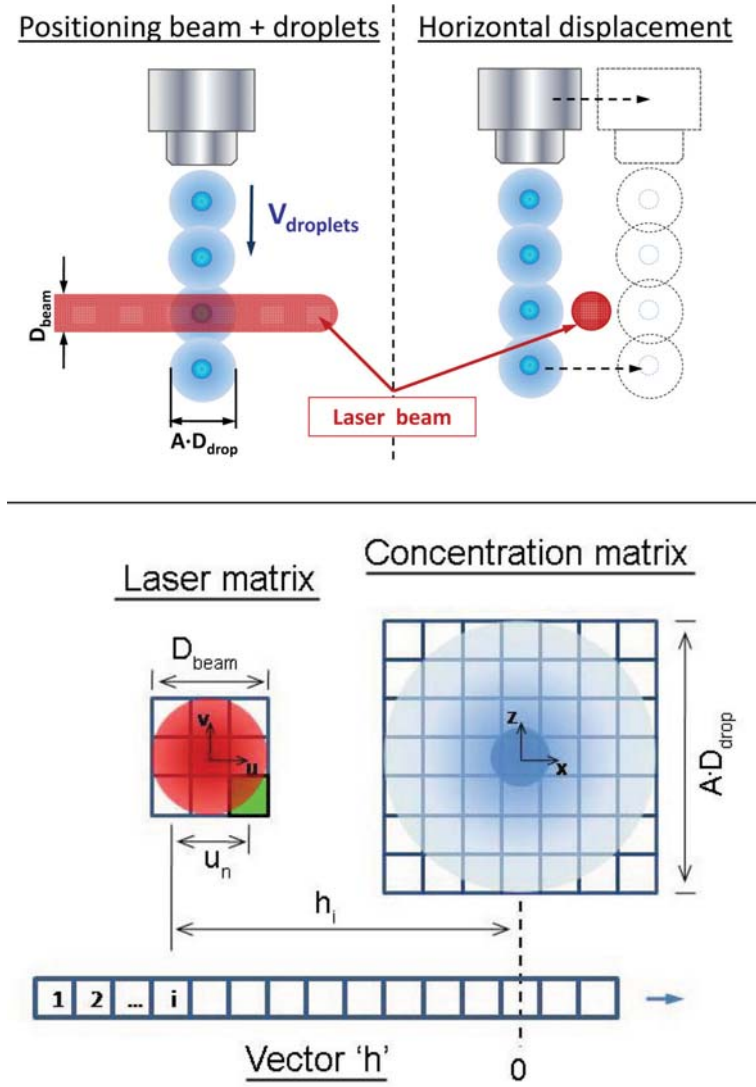 Positioning beam + droplets
Horizontal displacement
V droplets
D beam
A·D drop
Laser beam
Laser matrix
Concentration matrix
D beam
v
u
z
x
A·D drop
u n
h i
1 2 ... i
Vector ‘h’
0